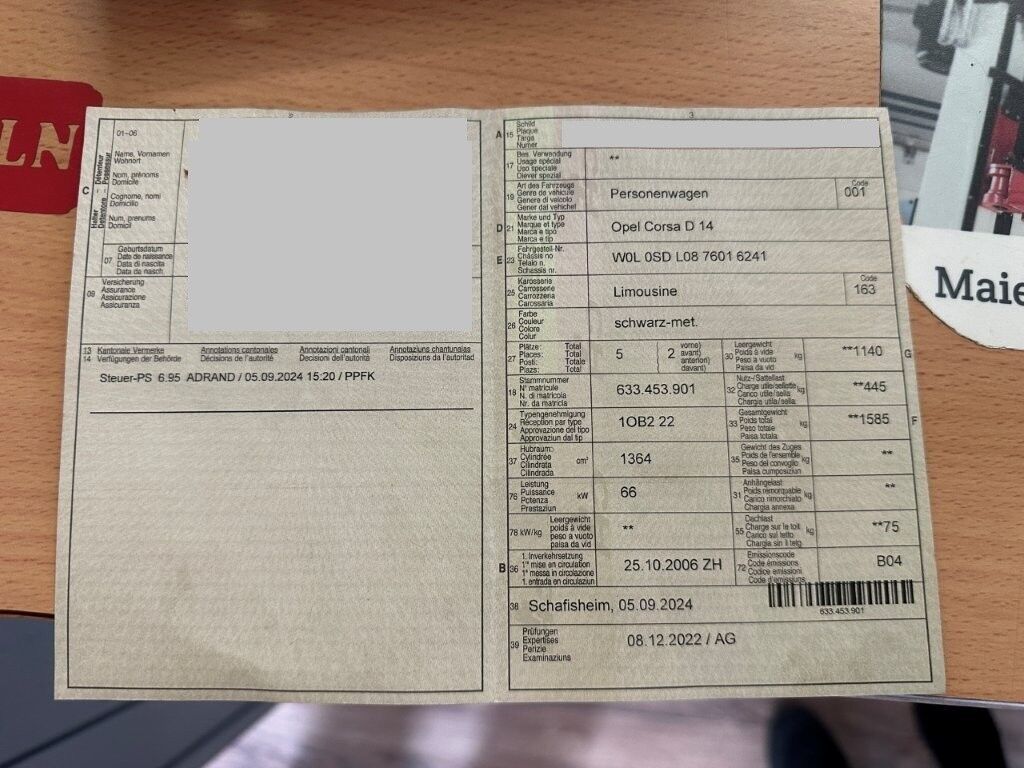 LN
2
01-06
Name, Vornamen
Wohnort
Nom, prénoms
Domicile
Cognome, nomi
Domicilio
Num, prenums
Domicil
C
Halter - Détenteur
Detentore - Possessur
07
Geburtsdatum
Date de naissance
Data di nascita
Data da nasch.
09
Versicherung
Assurance
Assicurazione
Assicuranza
13 Kantonale Vermerke Annotations cantonales Annotazioni cantonali Annotaziuns chantunalas
14 Verfügungen der Behörde Décisions de l'autorité Decisioni dell'autorità Disposiziuns da l'autoritad
Steuer-PS 6.95 ADRAND / 05.09.2024 15:20 / PPFK
3
A 15
Schild
Plaque
Targa
Numer
17
Bes. Verwendung
Usage spécial
Uso speciale
Diever spezial
**
19
Art des Fahrzeugs
Genre de véhicule
Genere di veicolo
Gener dal vehichel
Personenwagen
Code
001
D 21
Marke und Typ
Marque et type
Marca e tipo
Marca e tip
Opel Corsa D 14
E 23
Fahrgestell-Nr.
Châssis no
Telaio n.
Schassis nr.
W0L 0SD L08 7601 6241
25
Karosserie
Carrosserie
Carrozzeria
Carossaria
Limousine
Code
163
26
Farbe
Couleur
Colore
Colur
schwarz-met.
27
Plätze: Total
Places: Total
Posti: Totale
Plazs: Total
5
2
vorne)
avant)
anteriori)
davant)
30
Leergewicht
Poids à vide
Peso a vuoto
Paisa da vid
kg
**1140
G
18
Stammnummer
N° matricule
N. di matricola
Nr. da matricla
633.453.901
32
Nutz-/Sattellast
Charge utile/sellette
Carico utile/sella
Chargia utila/sella
kg
**445
24
Typengenehmigung
Réception par type
Approvazione del tipo
Approvaziun dal tip
1OB2 22
33
Gesamtgewicht
Poids total
Peso totale
Paisa totala
kg
**1585
F
37
Hubraum
Cylindrée
Cilindrata
Cilindrada
cm³
1364
35
Gewicht des Zuges
Poids de l'ensemble
Peso del convoglio
Paisa cumposiziun
kg
**
76
Leistung
Puissance
Potenza
Prestaziun
kW
66
31
Anhängelast
Poids remorquable
Carico rimorchiato
Chargia annexa
kg
**
78 kW/kg
Leergewicht
poids à vide
peso a vuoto
paisa da vid
**
55
Dachlast
Charge sur le toit
Carico sul tetto
Chargia sin il tetg
kg
**75
B 36
1. Inverkehrsetzung
1re mise en circulation
1a messa in circolazione
1. entrada en circulaziun
25.10.2006 ZH
72
Emissionscode
Code émissions
Codice emissioni
Code d'emissiuns
B04
38 Schafisheim, 05.09.2024
633.453.901
39
Prüfungen
Expertises
Perizie
Examinaziuns
08.12.2022 / AG
Maie